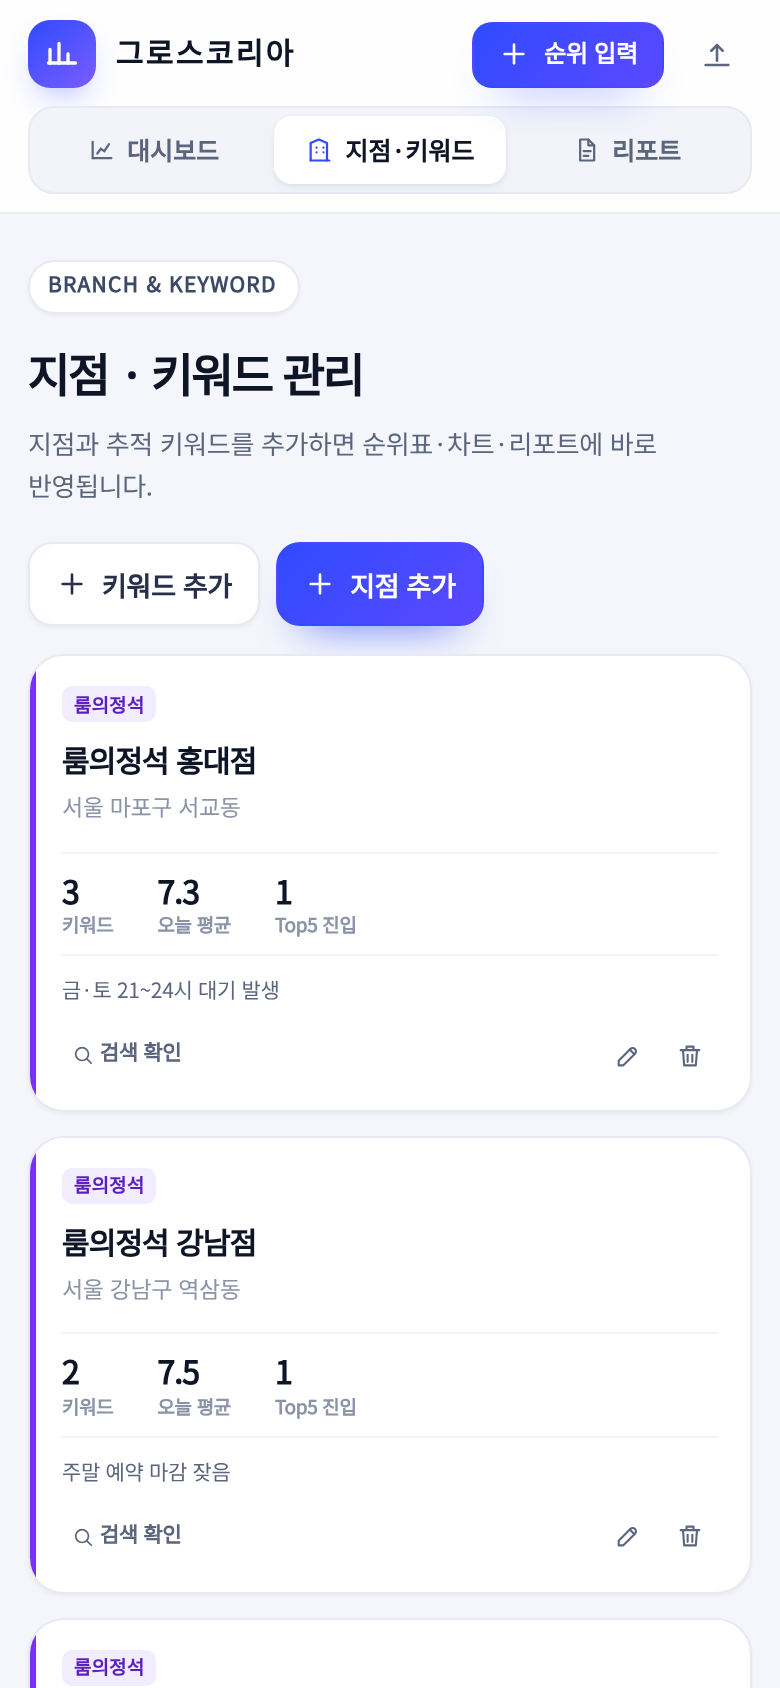 그로스코리아
순위 입력
대시보드
지점·키워드
리포트
BRANCH & KEYWORD
지점 · 키워드 관리
지점과 추적 키워드를 추가하면 순위표·차트·리포트에 바로
반영됩니다.
키워드 추가
지점 추가
룸의정석
룸의정석 홍대점
서울 마포구 서교동
3 7.3 1
키워드 오늘 평균 Top5 진입
금·토 21~24시 대기 발생
검색 확인
룸의정석
룸의정석 강남점
서울 강남구 역삼동
2 7.5 1
키워드 오늘 평균 Top5 진입
주말 예약 마감 잦음
검색 확인
룸의정석